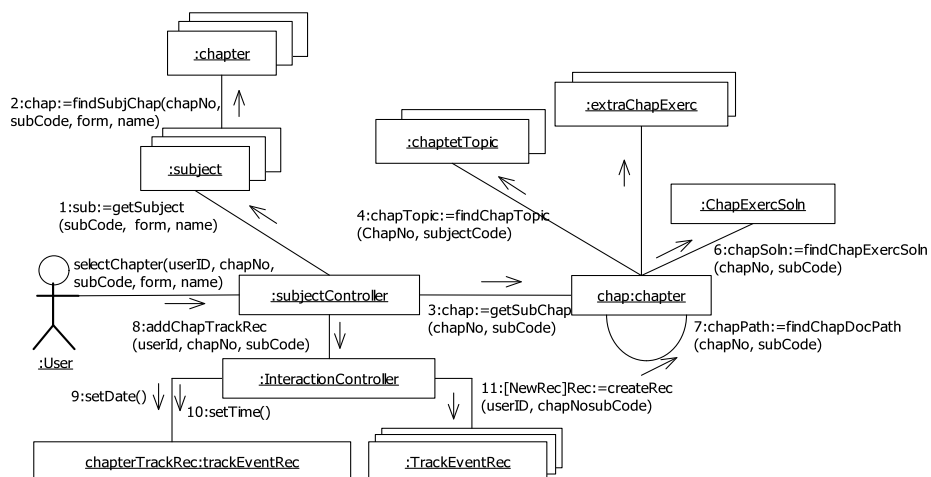 :chapter
2:chap:=findSubjChap(chapNo,
subCode, form, name)
:extraChapExerc
:chaptetTopic
:subject
1:sub:=getSubject
(subCode,  form, name)
4:chapTopic:=findChapTopic
(ChapNo, subjectCode)
:ChapExercSoln
6:chapSoln:=findChapExercSoln
(chapNo, subCode)
selectChapter(userID, chapNo,
subCode, form, name)
:subjectController
3:chap:=getSubChap
(chapNo, subCode)
chap:chapter
7:chapPath:=findChapDocPath
(chapNo, subCode)
:User
8:addChapTrackRec
(userId, chapNo, subCode)
:InteractionController
9:setDate()
10:setTime()
11:[NewRec]Rec:=createRec
(userID, chapNosubCode)
chapterTrackRec:trackEventRec
:TrackEventRec